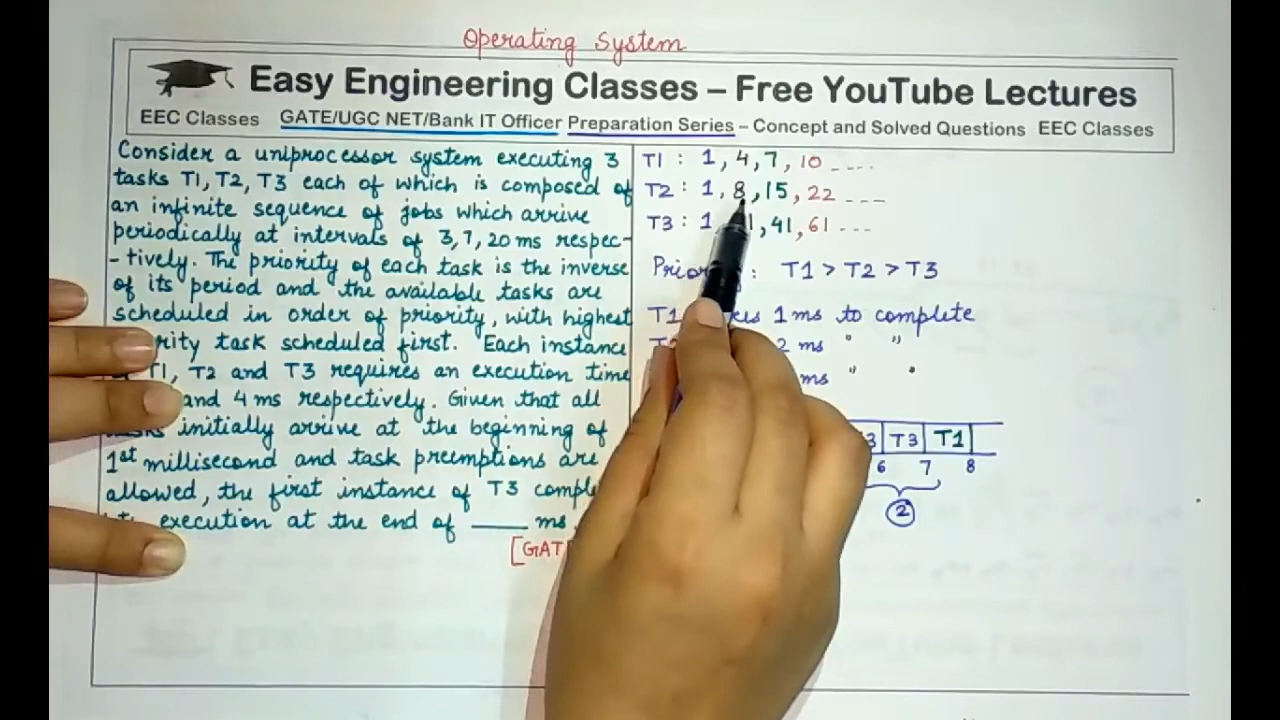 Operating System
Easy Engineering Classes – Free YouTube Lectures
EEC Classes GATE/UGC NET/Bank IT Officer Preparation Series – Concept and Solved Questions EEC Classes
Consider a uniprocessor system executing 3
tasks T1, T2, T3 each of which is composed of
an infinite sequence of jobs which arrive
periodically at intervals of 3, 7, 20 ms respec-
-tively. The priority of each task is the inverse
of its period and the available tasks are
scheduled in order of priority, with highest
rity task scheduled first. Each instance
T1, T2 and T3 requires an execution time
and 4 ms respectively. Given that all
initially arrive at the beginning of
1st millisecond and task preemptions are
allowed, the first instance of T3 compl
execution at the end of ____ ms
[GAT
T1 : 1, 4, 7, 10 ----
T2 : 1, 8, 15, 22 ---
T3 : 1, 1, 41, 61 ---
Prior : T1 > T2 > T3
T1 es 1 ms to complete
2 ms " "
ms " "
3 T3 T1
6 7 8
2